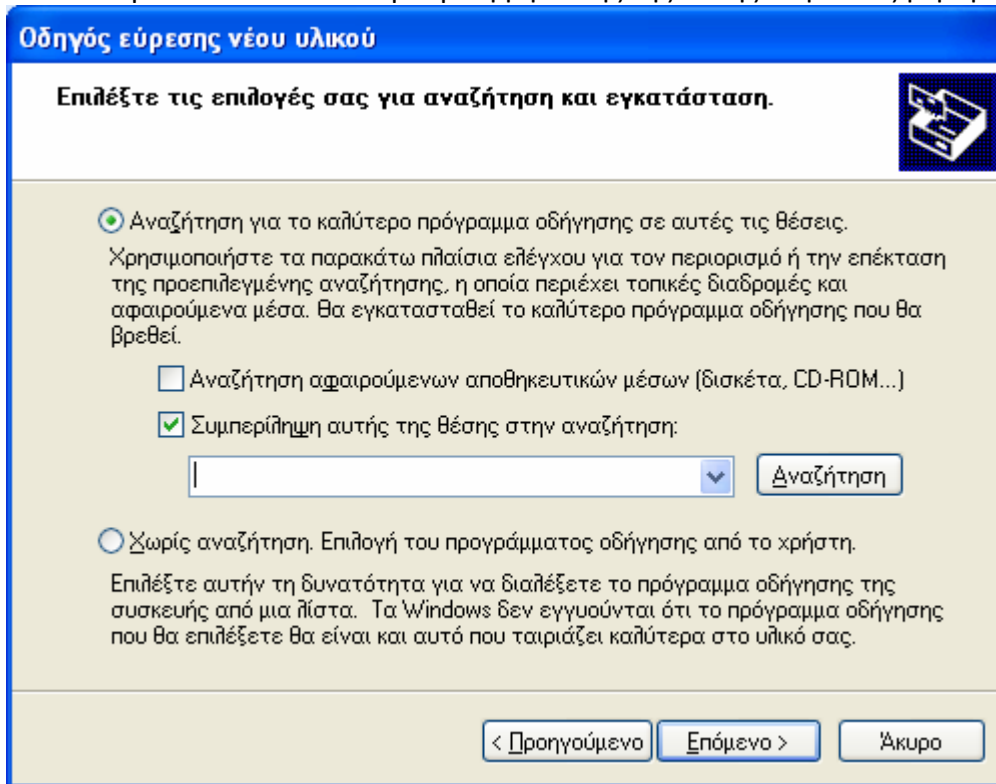 Οδηγός εύρεσης νέου υλικού
Επιλέξτε τις επιλογές σας για αναζήτηση και εγκατάσταση.
Αναζήτηση για το καλύτερο πρόγραμμα οδήγησης σε αυτές τις θέσεις.
Χρησιμοποιήστε τα παρακάτω πλαίσια ελέγχου για τον περιορισμό ή την επέκταση
της προεπιλεγμένης αναζήτησης, η οποία περιέχει τοπικές διαδρομές και
αφαιρούμενα μέσα. Θα εγκατασταθεί το καλύτερο πρόγραμμα οδήγησης που θα
βρεθεί.
Αναζήτηση αφαιρούμενων αποθηκευτικών μέσων (δισκέτα, CD-ROM...)
Συμπερίληψη αυτής της θέσης στην αναζήτηση:
Αναζήτηση
Χωρίς αναζήτηση. Επιλογή του προγράμματος οδήγησης από το χρήστη.
Επιλέξτε αυτήν τη δυνατότητα για να διαλέξετε το πρόγραμμα οδήγησης της
συσκευής από μια λίστα. Τα Windows δεν εγγυούνται ότι το πρόγραμμα οδήγησης
που θα επιλέξετε θα είναι και αυτό που ταιριάζει καλύτερα στο υλικό σας.
< Προηγούμενο Επόμενο > Άκυρο